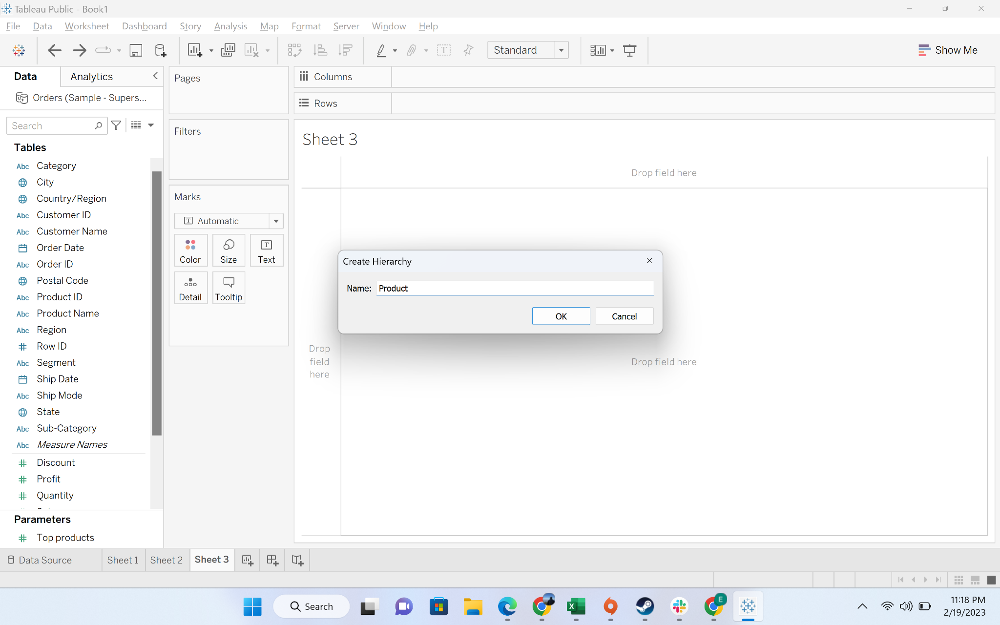 Tableau Public - Book1
File Data Worksheet Dashboard Story Analysis Map Format Server Window Help
Standard
Show Me
Data Analytics
Orders (Sample - Supers...
Search
Tables
Abc Category
City
Country/Region
Abc Customer ID
Abc Customer Name
Order Date
Abc Order ID
Postal Code
Abc Product ID
Abc Product Name
Abc Region
Row ID
Abc Segment
Ship Date
Abc Ship Mode
State
Abc Sub-Category
Abc Measure Names
Discount
Profit
Quantity
Parameters
Top products
Pages
Filters
Marks
T Automatic
Color Size T Text
Detail Tooltip
Columns
Rows
Sheet 3
Drop field here
Drop
field
here
Drop field here
Create Hierarchy
Name: Product
OK Cancel
Data Source Sheet 1 Sheet 2 Sheet 3
Search
E
11:18 PM
2/19/2023